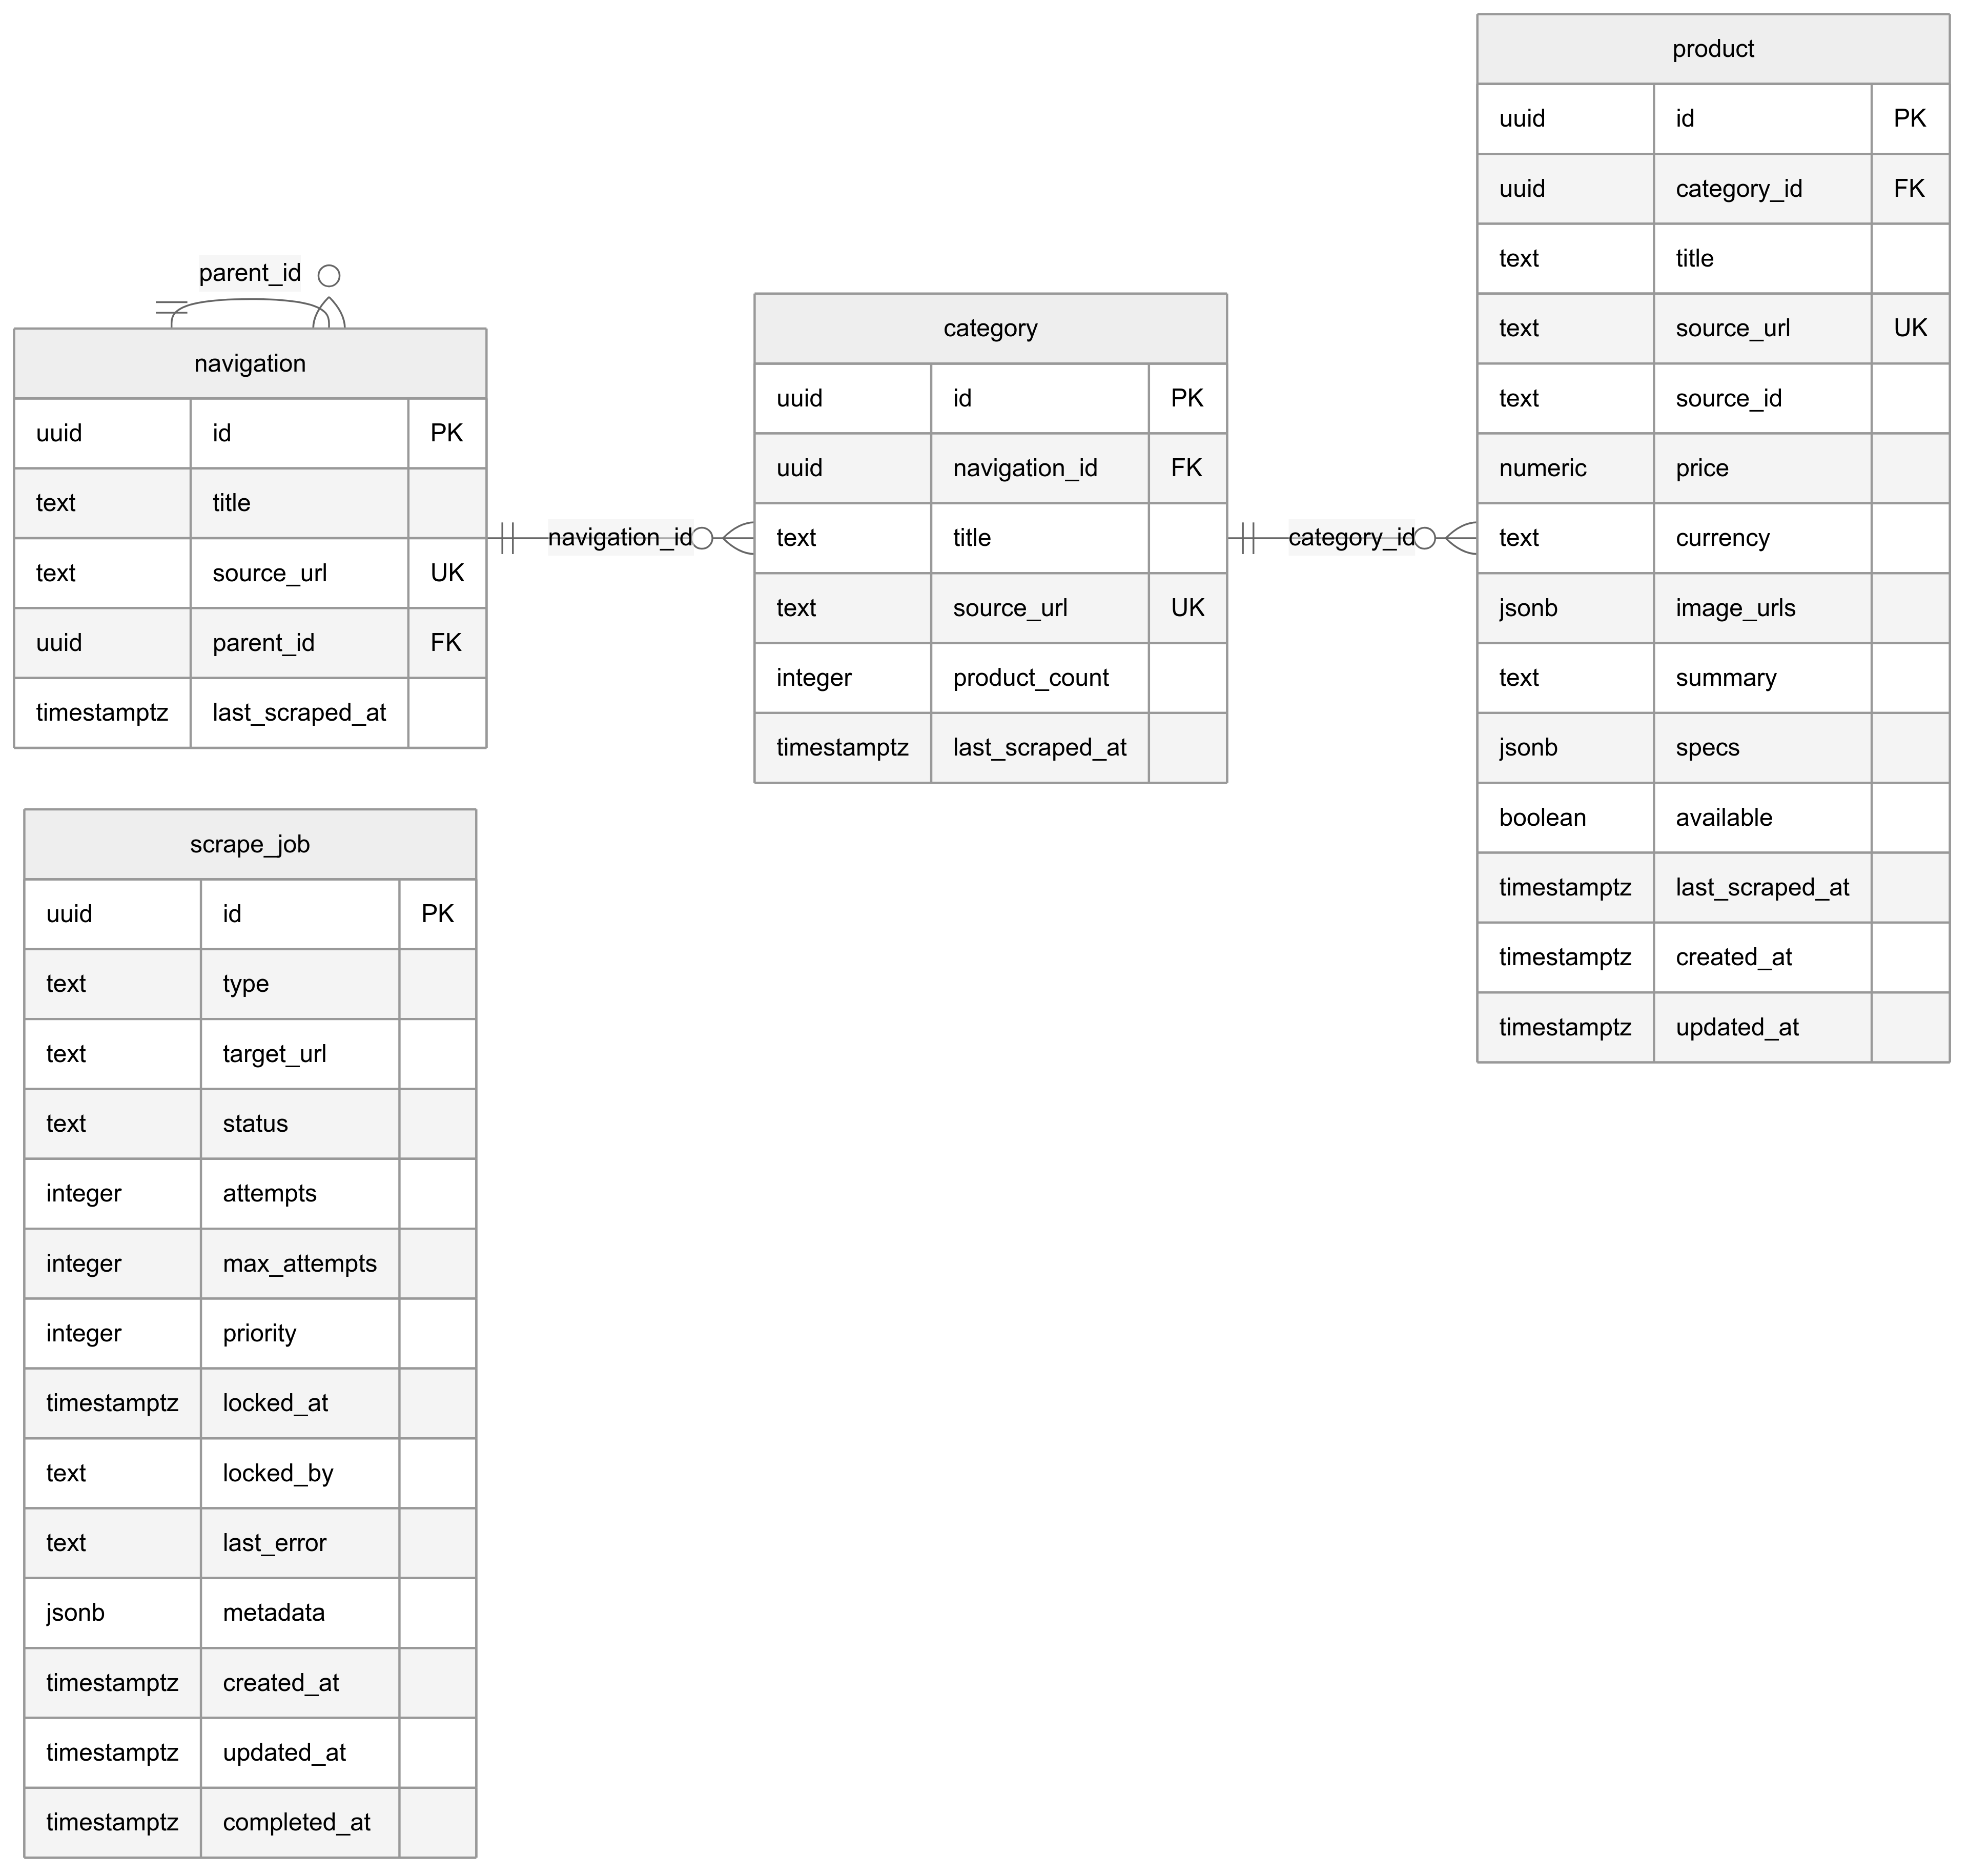 parent_id
navigation
uuid id PK
text title
text source_url UK
uuid parent_id FK
timestamptz last_scraped_at
navigation_id
category
uuid id PK
uuid navigation_id FK
text title
text source_url UK
integer product_count
timestamptz last_scraped_at
category_id
product
uuid id PK
uuid category_id FK
text title
text source_url UK
text source_id
numeric price
text currency
jsonb image_urls
text summary
jsonb specs
boolean available
timestamptz last_scraped_at
timestamptz created_at
timestamptz updated_at
scrape_job
uuid id PK
text type
text target_url
text status
integer attempts
integer max_attempts
integer priority
timestamptz locked_at
text locked_by
text last_error
jsonb metadata
timestamptz created_at
timestamptz updated_at
timestamptz completed_at